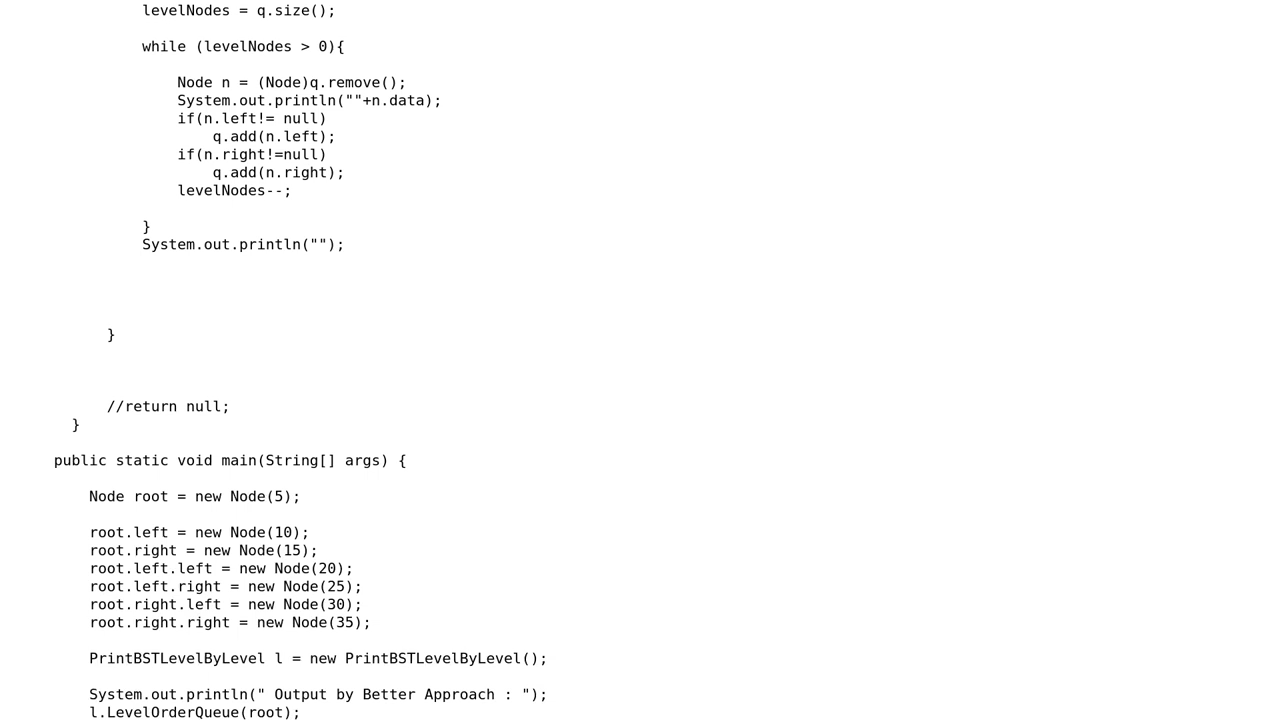 levelNodes = q.size();
while (levelNodes > 0){
Node n = (Node)q.remove();
System.out.println(""+n.data);
if(n.left!= null)
q.add(n.left);
if(n.right!=null)
q.add(n.right);
levelNodes--;
}
System.out.println("");
}
//return null;
}
public static void main(String[] args) {
Node root = new Node(5);
root.left = new Node(10);
root.right = new Node(15);
root.left.left = new Node(20);
root.left.right = new Node(25);
root.right.left = new Node(30);
root.right.right = new Node(35);
PrintBSTLevelByLevel l = new PrintBSTLevelByLevel();
System.out.println(" Output by Better Approach : ");
l.LevelOrderQueue(root);